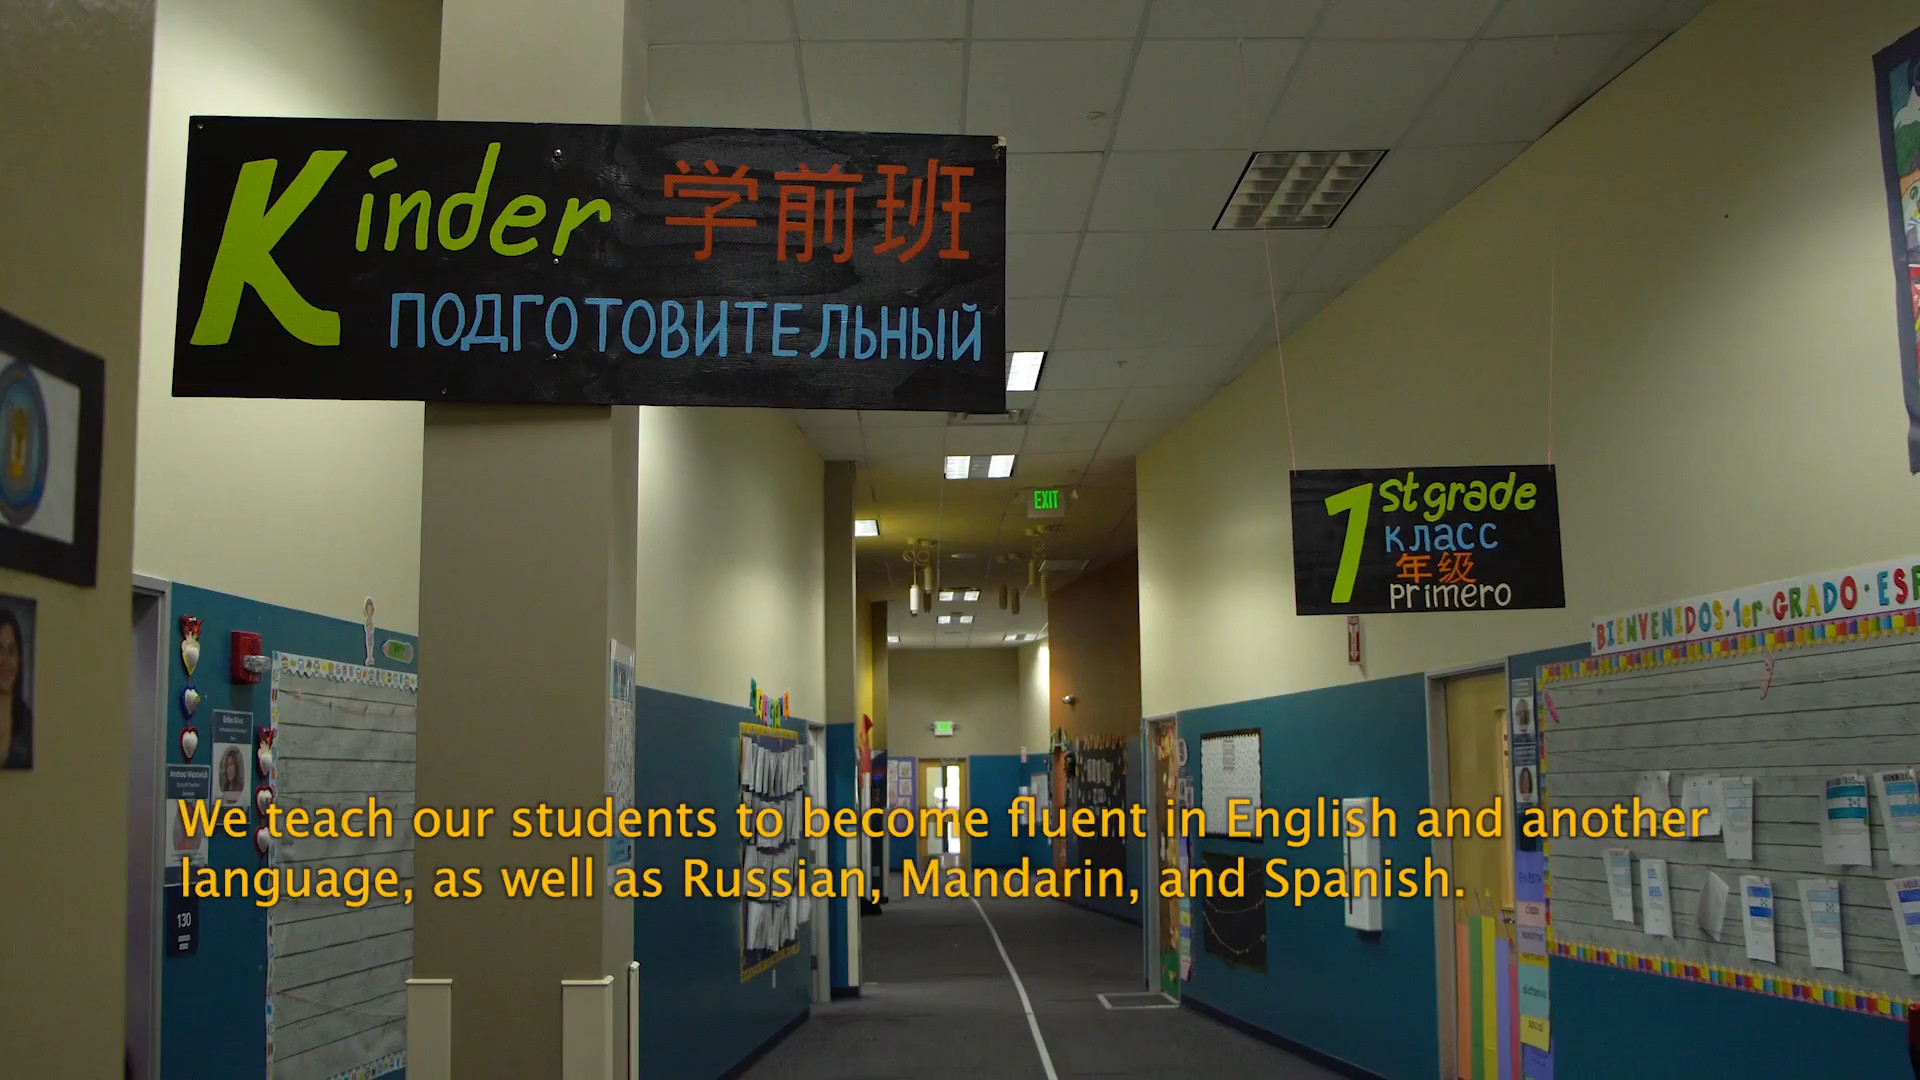 Kinder 学前班
ПОДГОТОВИТЕЛЬНЫЙ
EXIT
1st grade
класс
年级
primero
BIENVENIDOS·1er·GRADO·ESP
130
We teach our students to become fluent in English and another
language, as well as Russian, Mandarin, and Spanish.